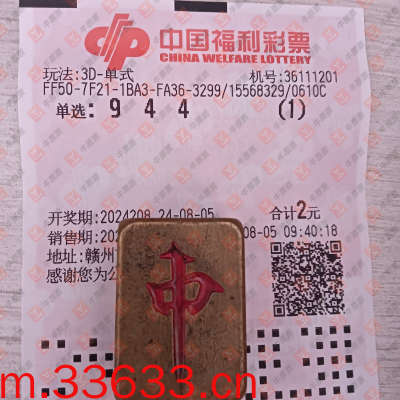 中国福利彩票
CHINA WELFARE LOTTERY
玩法:3D-单式 机号:36111201
FF50-7F21-1BA3-FA36-3299/15568329/0610C
单选: 9 4 4 (1)
开奖期:2024208 24-08-05 合计2元
销售期:202 08-05 09:40:18
地址:赣州
感谢您为公
中
m.33633.cn